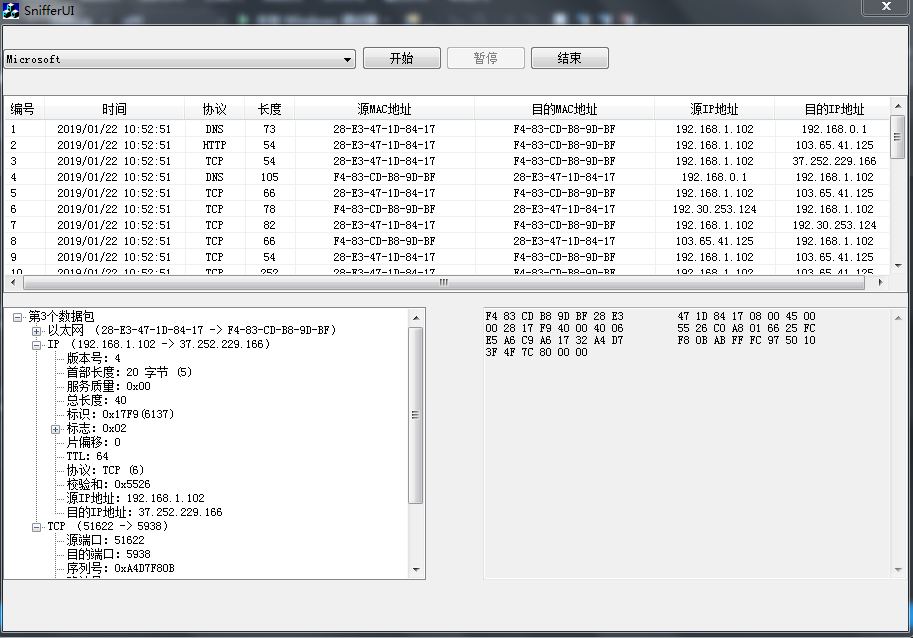 SnifferUI
Microsoft 开始 暂停 结束
编号 时间 协议 长度 源MAC地址 目的MAC地址 源IP地址 目的IP地址
1 2019/01/22 10:52:51 DNS 73 28-E3-47-1D-84-17 F4-83-CD-B8-9D-BF 192.168.1.102 192.168.0.1
2 2019/01/22 10:52:51 HTTP 54 28-E3-47-1D-84-17 F4-83-CD-B8-9D-BF 192.168.1.102 103.65.41.125
3 2019/01/22 10:52:51 TCP 54 28-E3-47-1D-84-17 F4-83-CD-B8-9D-BF 192.168.1.102 37.252.229.166
4 2019/01/22 10:52:51 DNS 105 F4-83-CD-B8-9D-BF 28-E3-47-1D-84-17 192.168.0.1 192.168.1.102
5 2019/01/22 10:52:51 TCP 66 28-E3-47-1D-84-17 F4-83-CD-B8-9D-BF 192.168.1.102 103.65.41.125
6 2019/01/22 10:52:51 TCP 78 F4-83-CD-B8-9D-BF 28-E3-47-1D-84-17 192.30.253.124 192.168.1.102
7 2019/01/22 10:52:51 TCP 82 28-E3-47-1D-84-17 F4-83-CD-B8-9D-BF 192.168.1.102 192.30.253.124
8 2019/01/22 10:52:51 TCP 66 F4-83-CD-B8-9D-BF 28-E3-47-1D-84-17 103.65.41.125 192.168.1.102
9 2019/01/22 10:52:51 TCP 54 28-E3-47-1D-84-17 F4-83-CD-B8-9D-BF 192.168.1.102 103.65.41.125
10 2019/01/22 10:52:51 TCP 252 28-E3-47-1D-84-17 F4-83-CD-B8-9D-BF 192.168.1.102 103.65.41.125
第3个数据包
以太网 (28-E3-47-1D-84-17 -> F4-83-CD-B8-9D-BF)
IP (192.168.1.102 -> 37.252.229.166)
版本号: 4
首部长度: 20 字节 (5)
服务质量: 0x00
总长度: 40
标识: 0x17F9(6137)
标志: 0x02
片偏移: 0
TTL: 64
协议: TCP (6)
校验和: 0x5526
源IP地址: 192.168.1.102
目的IP地址: 37.252.229.166
TCP (51622 -> 5938)
源端口: 51622
目的端口: 5938
序列号: 0xA4D7F80B
F4 83 CD B8 9D BF 28 E3 47 1D 84 17 08 00 45 00
00 28 17 F9 40 00 40 06 55 26 C0 A8 01 66 25 FC
E5 A6 C9 A6 17 32 A4 D7 F8 0B AB FF FC 97 50 10
3F 4F 7C 80 00 00